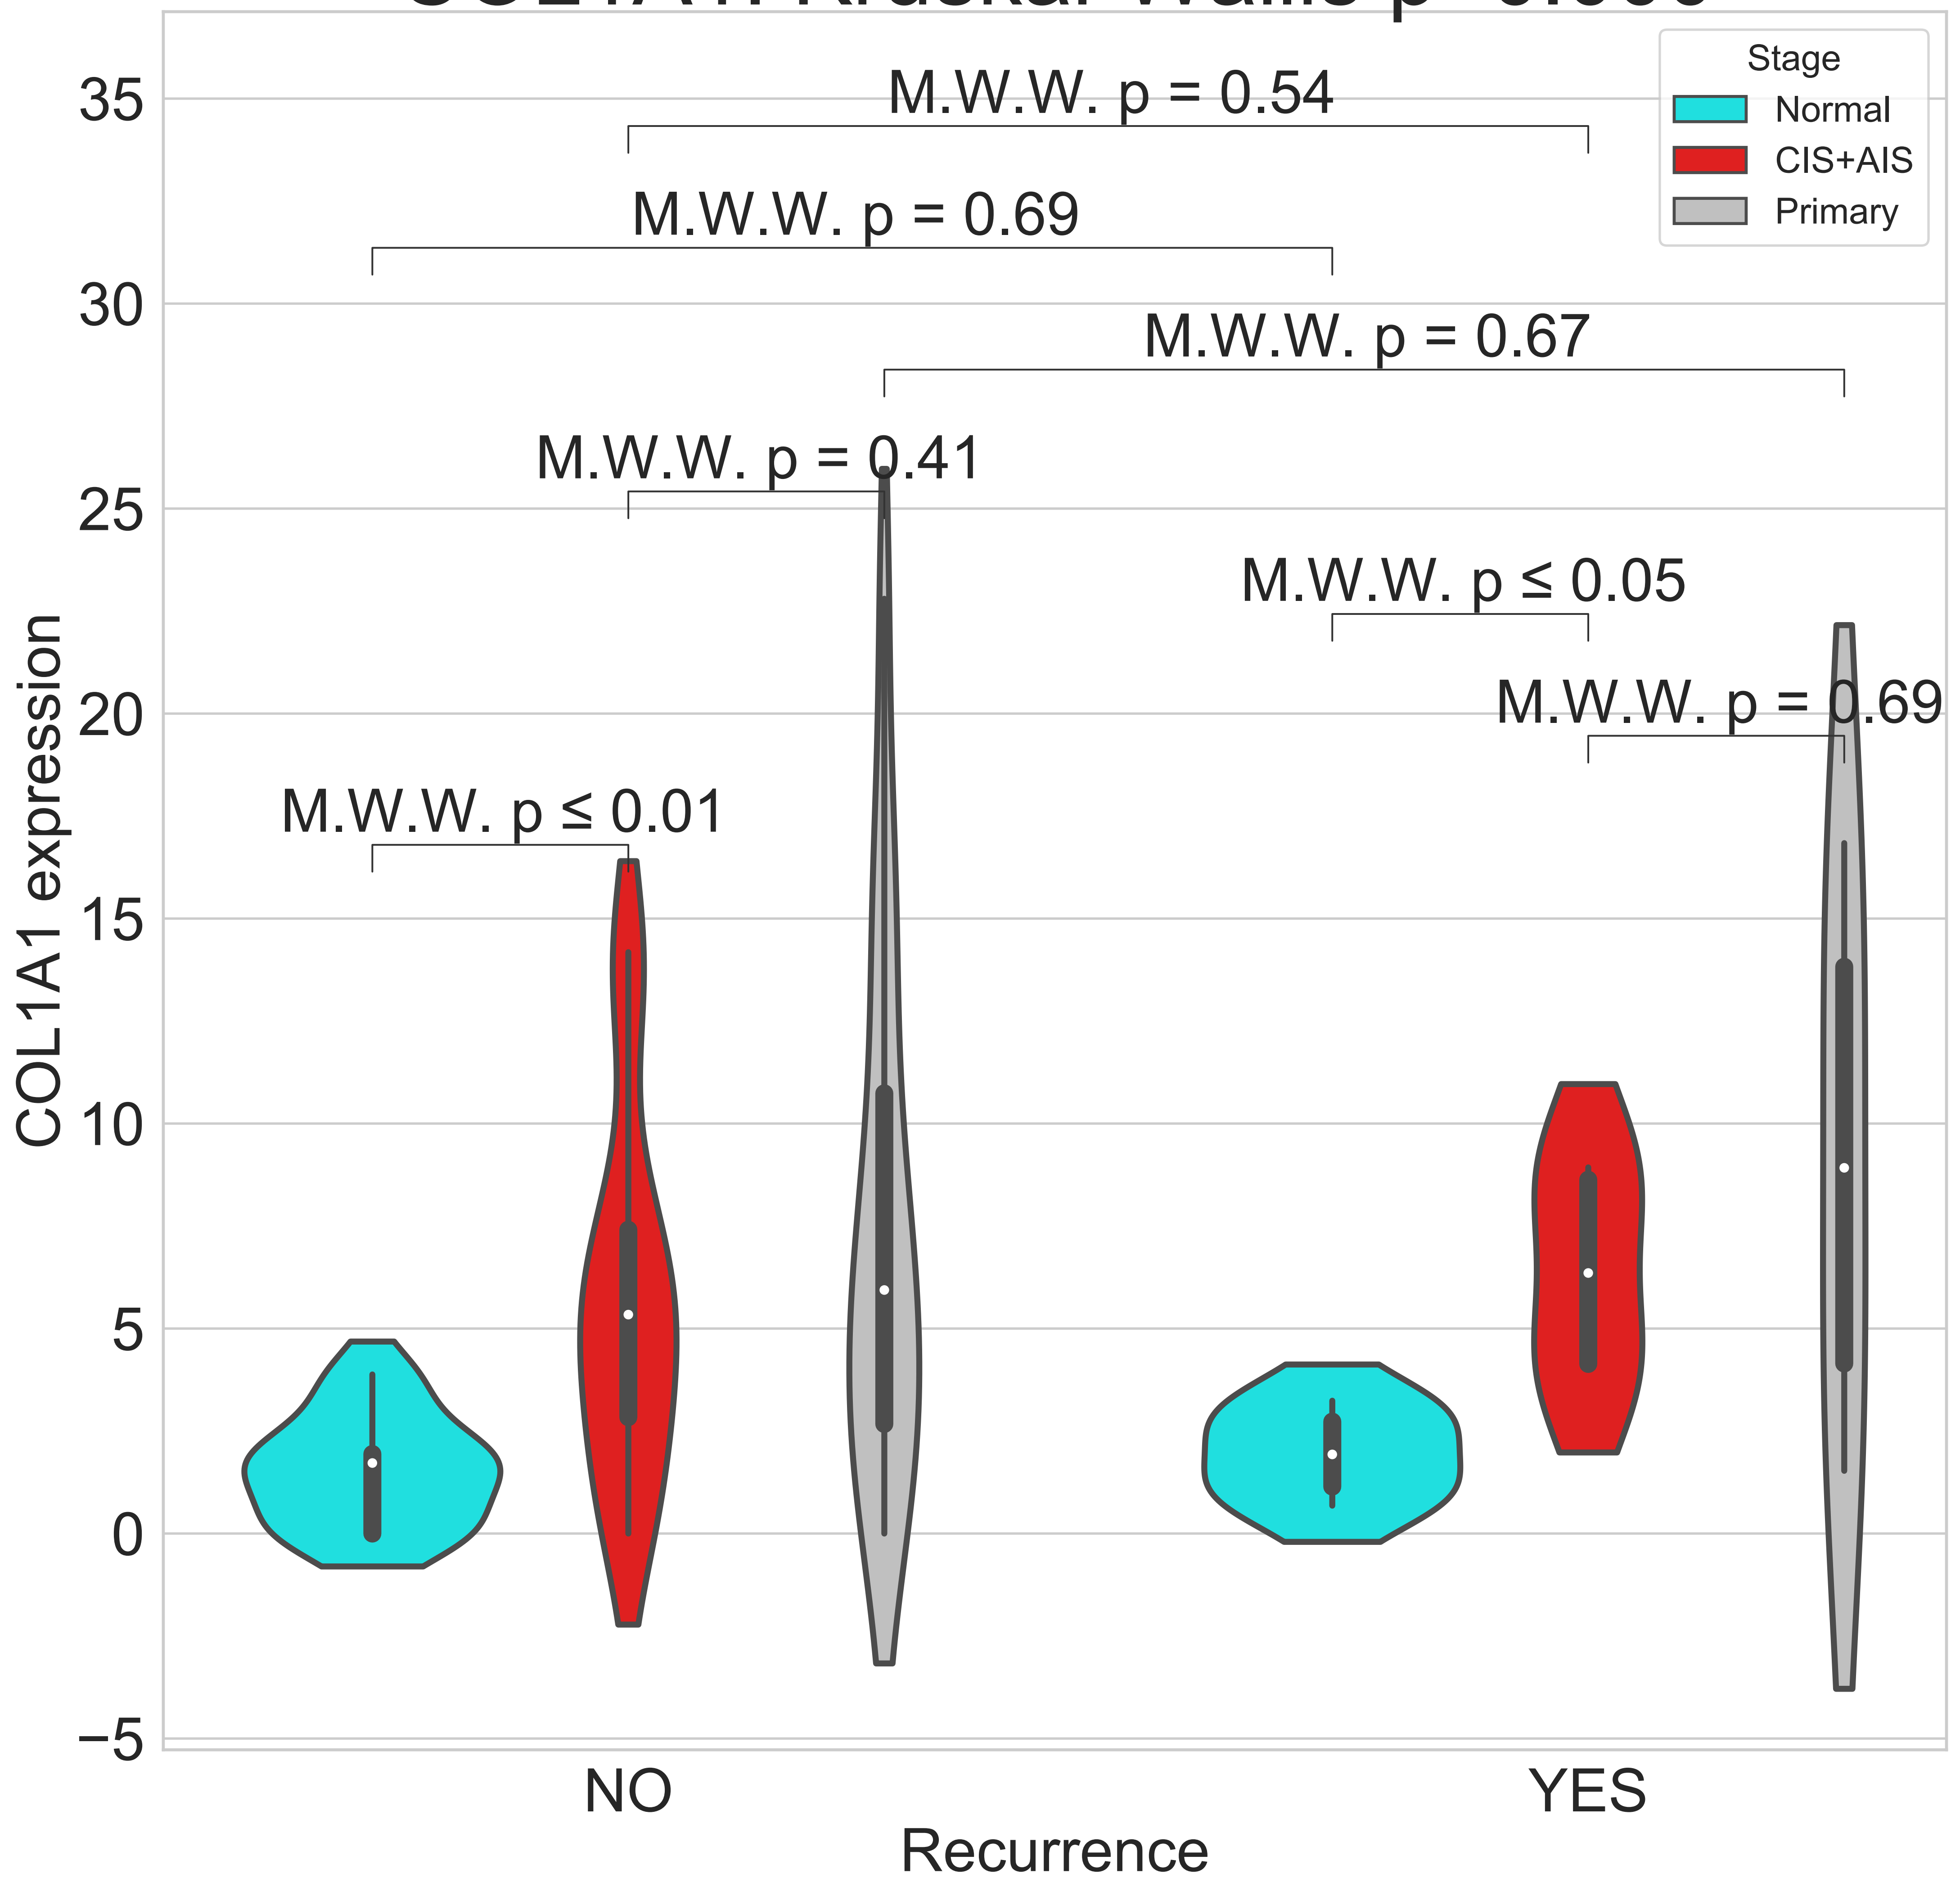 Stage
Normal
CIS+AIS
Primary
M.W.W. p = 0.54
M.W.W. p = 0.69
M.W.W. p = 0.67
M.W.W. p = 0.41
M.W.W. p ≤ 0.05
M.W.W. p = 0.69
M.W.W. p ≤ 0.01
COL1A1 expression
35
30
25
20
15
10
5
0
−5
NO
YES
Recurrence